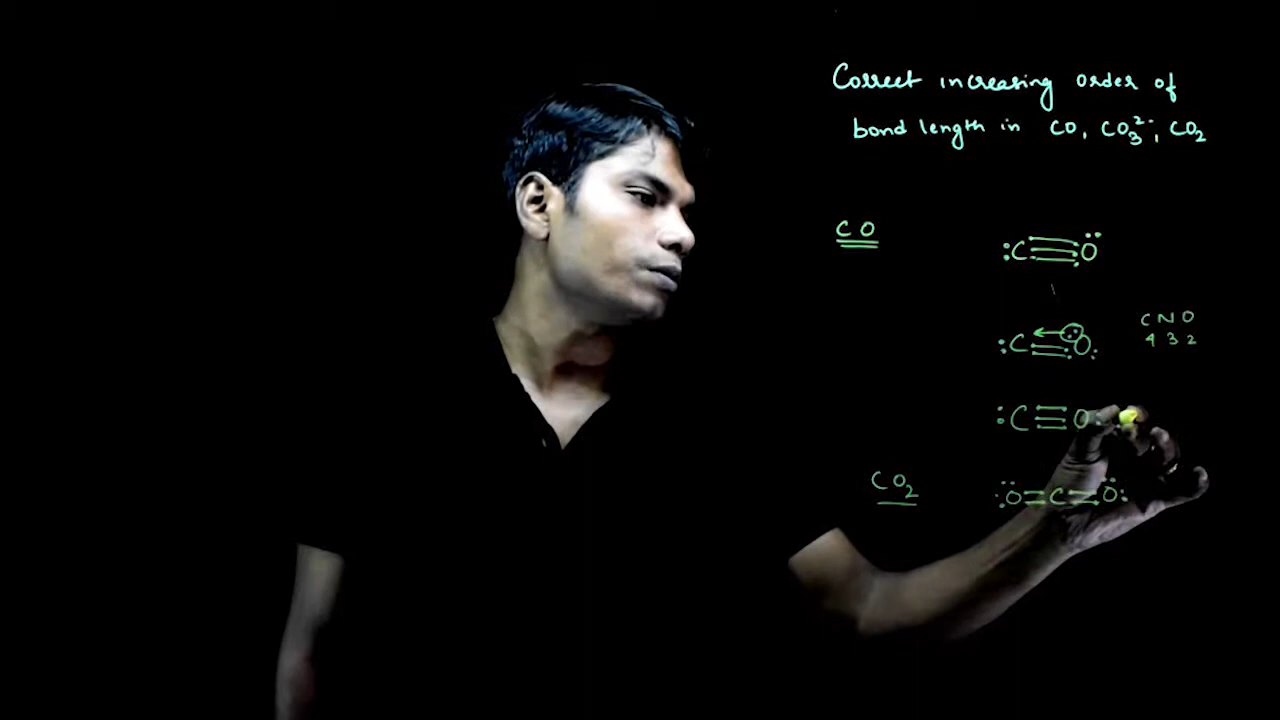 Correct increasing order of
bond length in CO, CO₃²⁻, CO₂
CO
:C≡O:
:C=O:
C N O
4 3 2
:C≡O
CO₂
:O=C=O: